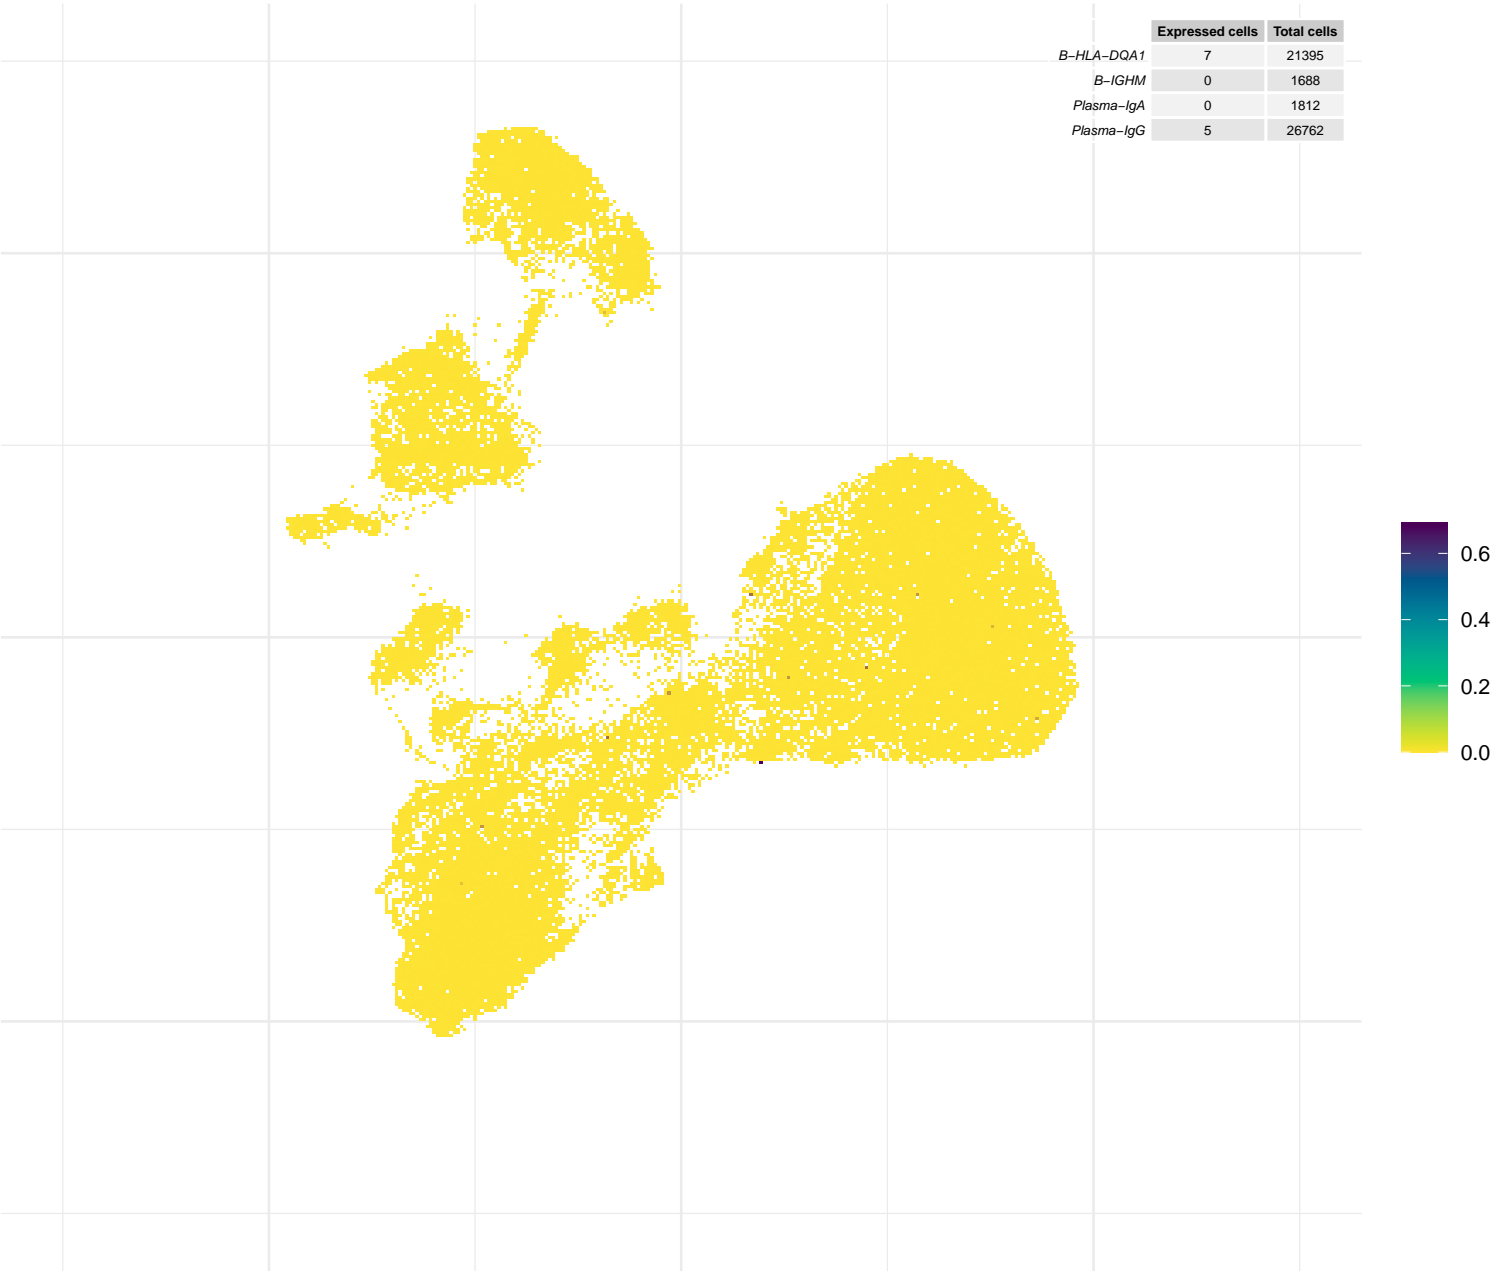 Expressed cells Total cells
B−HLA−DQA1 7 21395
B−IGHM 0 1688
Plasma−IgA 0 1812
Plasma−IgG 5 26762
0.6
0.4
0.2
0.0